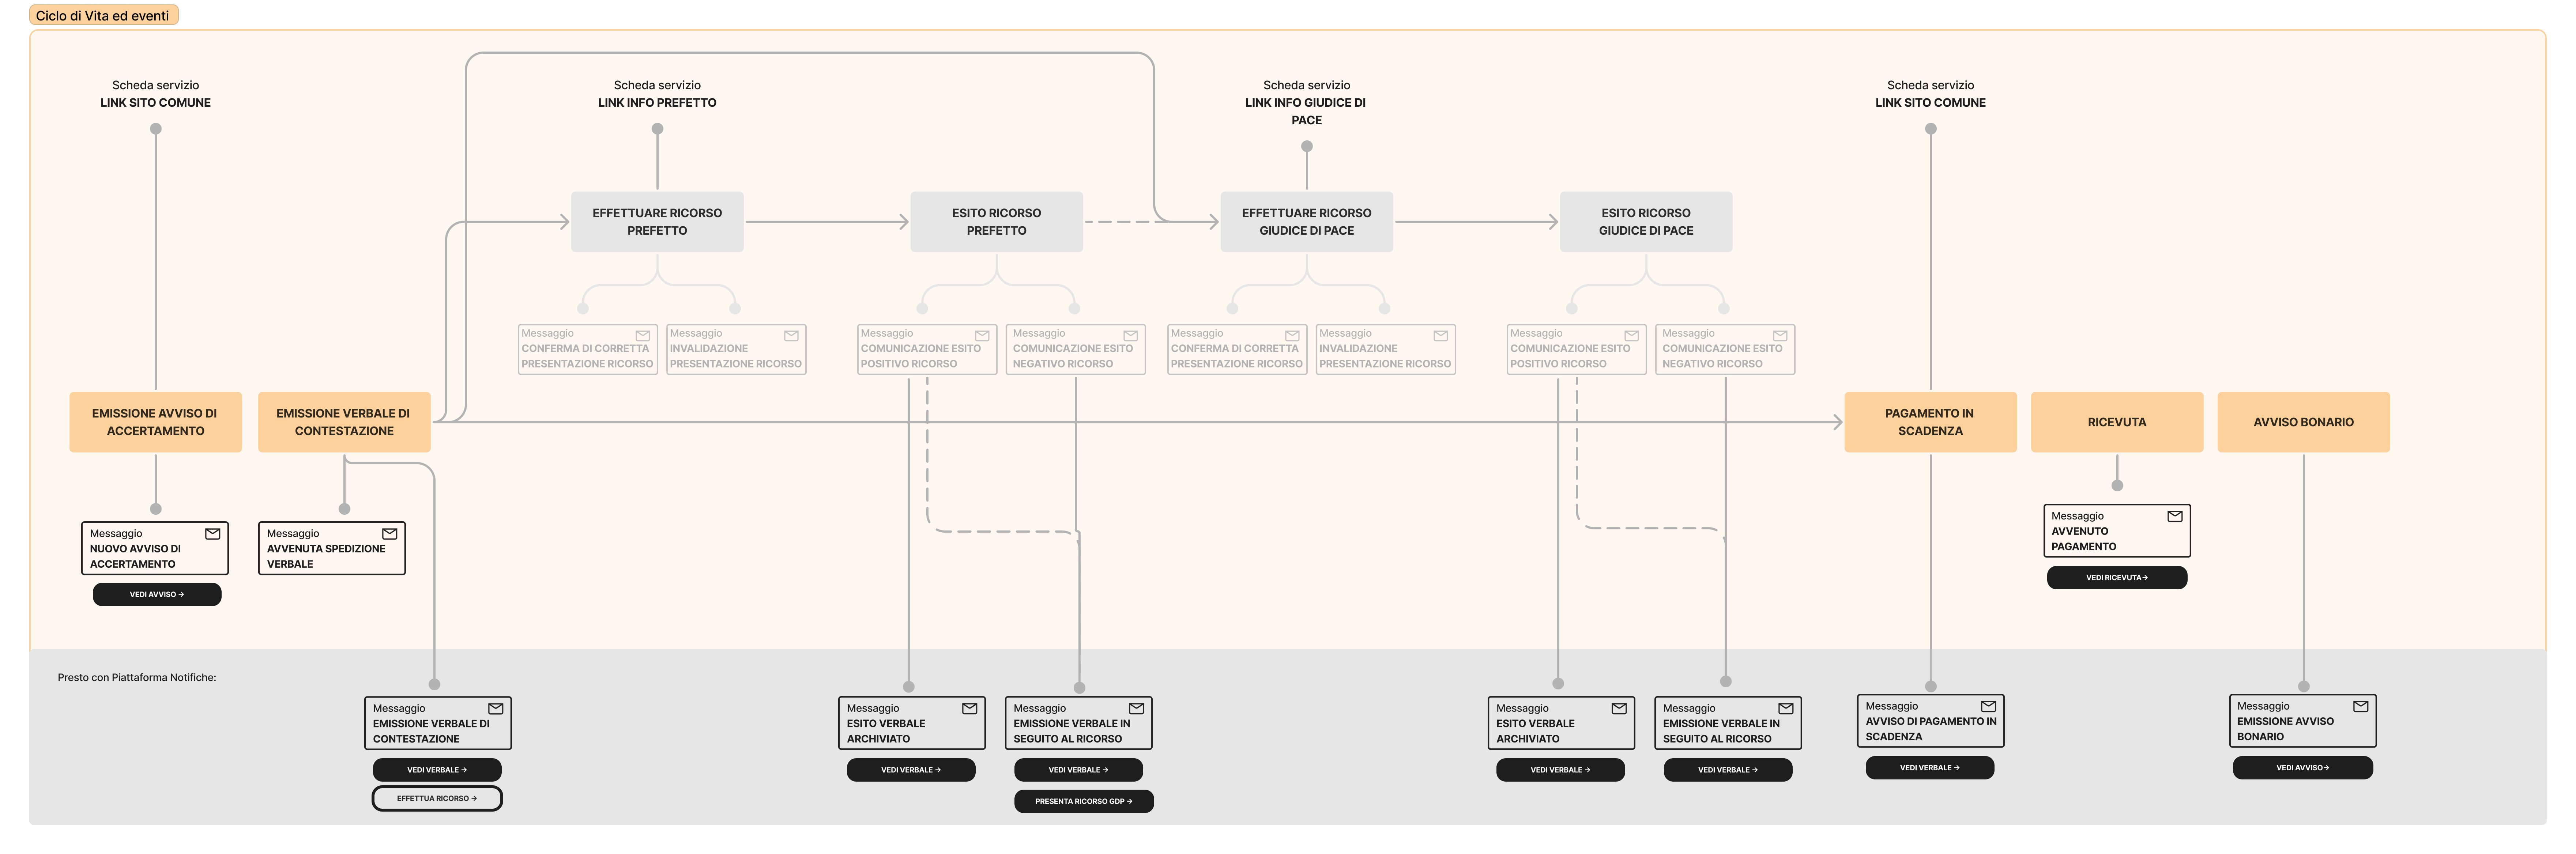 Ciclo di Vita ed eventi
Scheda servizio
LINK SITO COMUNE
Scheda servizio
LINK INFO PREFETTO
Scheda servizio
LINK INFO GIUDICE DI
PACE
Scheda servizio
LINK SITO COMUNE
EFFETTUARE RICORSO
PREFETTO
ESITO RICORSO
PREFETTO
EFFETTUARE RICORSO
GIUDICE DI PACE
ESITO RICORSO
GIUDICE DI PACE
Messaggio
CONFERMA DI CORRETTA
PRESENTAZIONE RICORSO
Messaggio
INVALIDAZIONE
PRESENTAZIONE RICORSO
Messaggio
COMUNICAZIONE ESITO
POSITIVO RICORSO
Messaggio
COMUNICAZIONE ESITO
NEGATIVO RICORSO
Messaggio
CONFERMA DI CORRETTA
PRESENTAZIONE RICORSO
Messaggio
INVALIDAZIONE
PRESENTAZIONE RICORSO
Messaggio
COMUNICAZIONE ESITO
POSITIVO RICORSO
Messaggio
COMUNICAZIONE ESITO
NEGATIVO RICORSO
EMISSIONE AVVISO DI
ACCERTAMENTO
EMISSIONE VERBALE DI
CONTESTAZIONE
PAGAMENTO IN
SCADENZA
RICEVUTA
AVVISO BONARIO
Messaggio
NUOVO AVVISO DI
ACCERTAMENTO
VEDI AVVISO →
Messaggio
AVVENUTA SPEDIZIONE
VERBALE
Messaggio
AVVENUTO
PAGAMENTO
VEDI RICEVUTA→
Presto con Piattaforma Notifiche:
Messaggio
EMISSIONE VERBALE DI
CONTESTAZIONE
VEDI VERBALE →
EFFETTUA RICORSO →
Messaggio
ESITO VERBALE
ARCHIVIATO
VEDI VERBALE →
Messaggio
EMISSIONE VERBALE IN
SEGUITO AL RICORSO
VEDI VERBALE →
PRESENTA RICORSO GDP →
Messaggio
ESITO VERBALE
ARCHIVIATO
VEDI VERBALE →
Messaggio
EMISSIONE VERBALE IN
SEGUITO AL RICORSO
VEDI VERBALE →
Messaggio
AVVISO DI PAGAMENTO IN
SCADENZA
VEDI VERBALE →
Messaggio
EMISSIONE AVVISO
BONARIO
VEDI AVVISO→